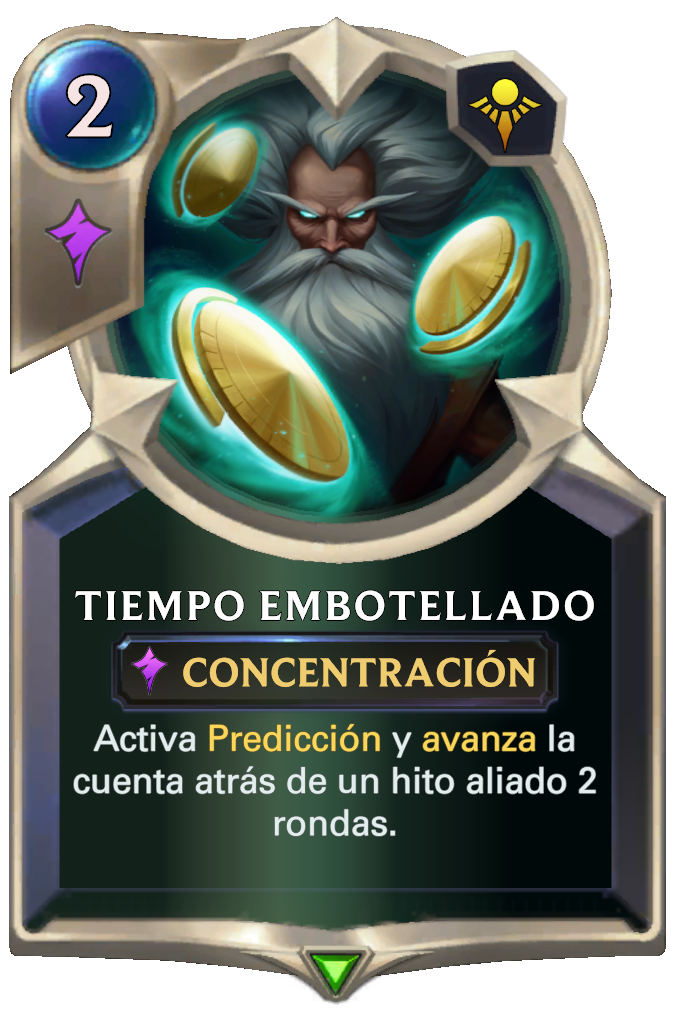 2
TIEMPO EMBOTELLADO
CONCENTRACIÓN
Activa Predicción y avanza la
cuenta atrás de un hito aliado 2
rondas.